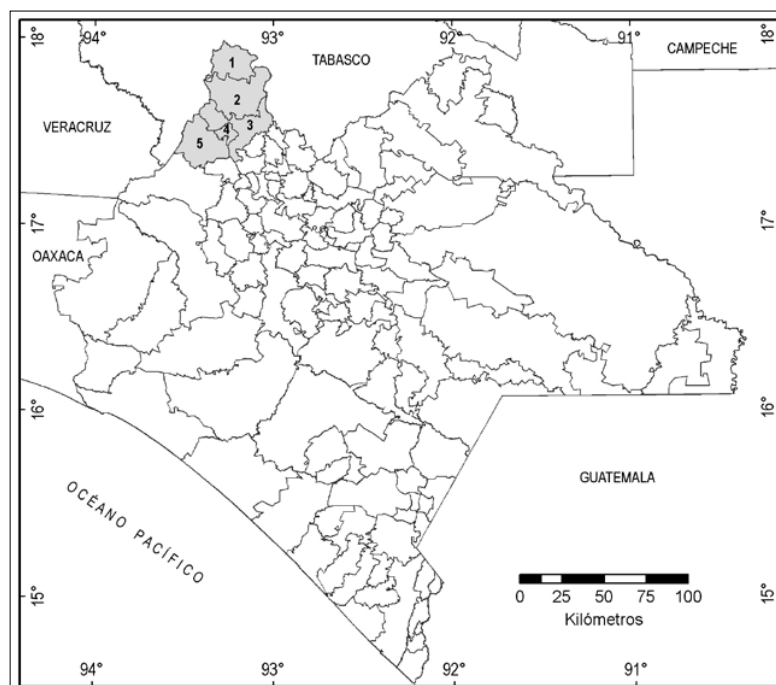 94°
93°
92°
91°
18°
18°
TABASCO
CAMPECHE
1
2
VERACRUZ
4
3
5
17°
17°
OAXACA
16°
16°
GUATEMALA
OCÉANO PACÍFICO
15°
15°
0 25 50 75 100
Kilómetros
94°
93°
92°
91°